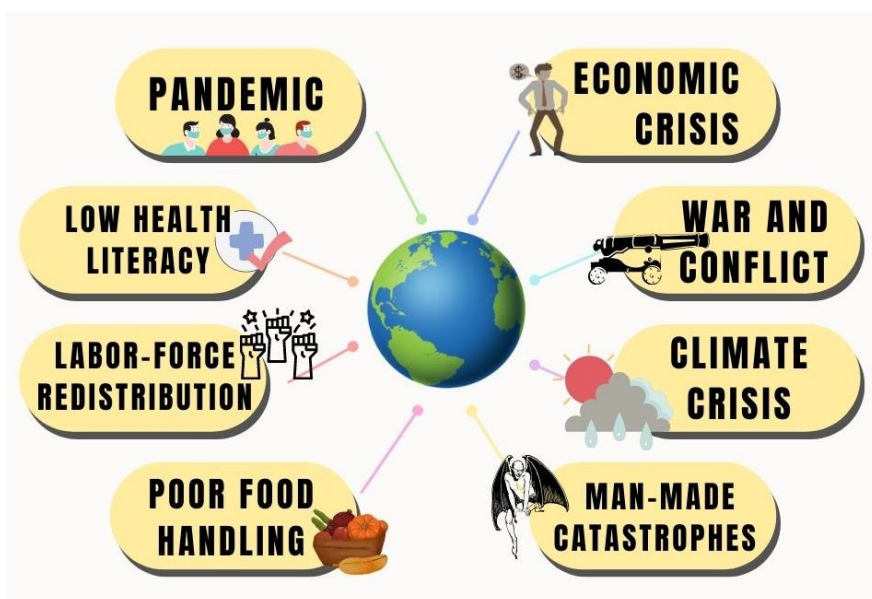 PANDEMIC
ECONOMIC
CRISIS
LOW HEALTH
LITERACY
WAR AND
CONFLICT
LABOR-FORCE
REDISTRIBUTION
CLIMATE
CRISIS
POOR FOOD
HANDLING
MAN-MADE
CATASTROPHES